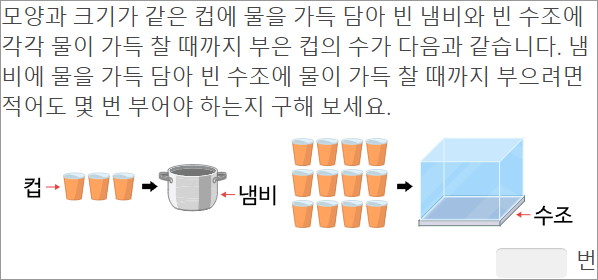 모양과 크기가 같은 컵에 물을 가득 담아 빈 냄비와 빈 수조에
각각 물이 가득 찰 때까지 부은 컵의 수가 다음과 같습니다. 냄
비에 물을 가득 담아 빈 수조에 물이 가득 찰 때까지 부으려면
적어도 몇 번 부어야 하는지 구해 보세요.
컵
냄비
수조
번